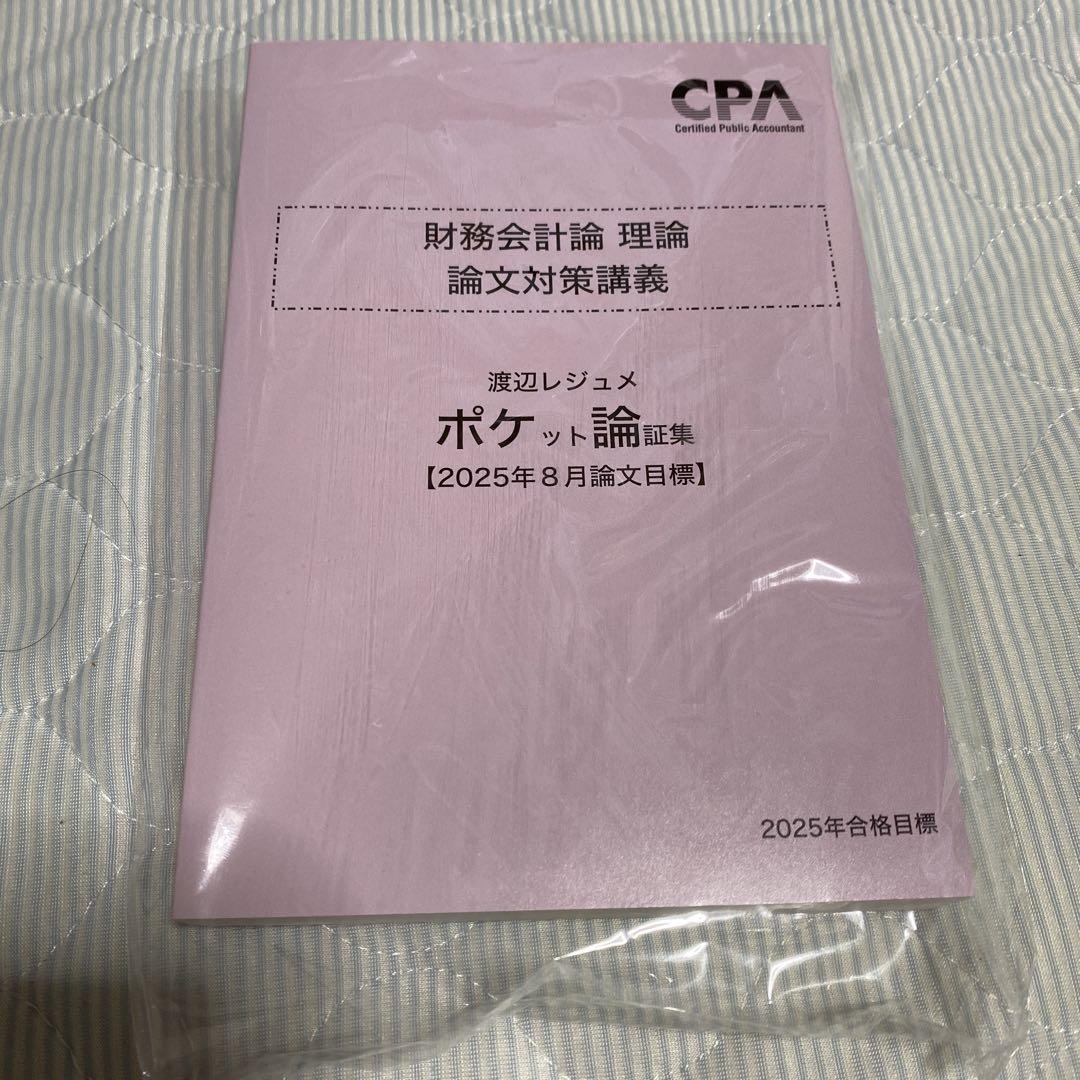 CPA
Certified Public Accountant
財務会計論 理論
論文対策講義
渡辺レジュメ
ポケット論証集
【2025年8月論文目標】
2025年合格目標